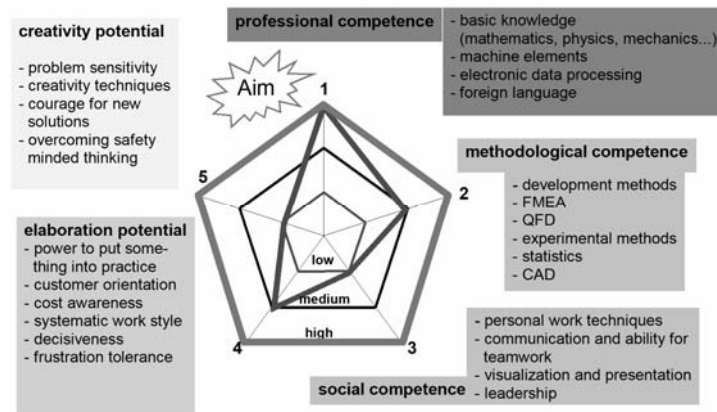 professional competence
- basic knowledge
(mathematics, physics, mechanics...)
- machine elements
- electronic data processing
- foreign language
creativity potential
- problem sensitivity
- creativity techniques
- courage for new
solutions
- overcoming safety
minded thinking
Aim
1
5
2
methodological competence
- development methods
- FMEA
- QFD
- experimental methods
- statistics
- CAD
elaboration potential
- power to put some-
thing into practice
- customer orientation
- cost awareness
- systematic work style
- decisiveness
- frustration tolerance
low
medium
high
4
3
- personal work techniques
- communication and ability for
teamwork
- visualization and presentation
- leadership
social competence